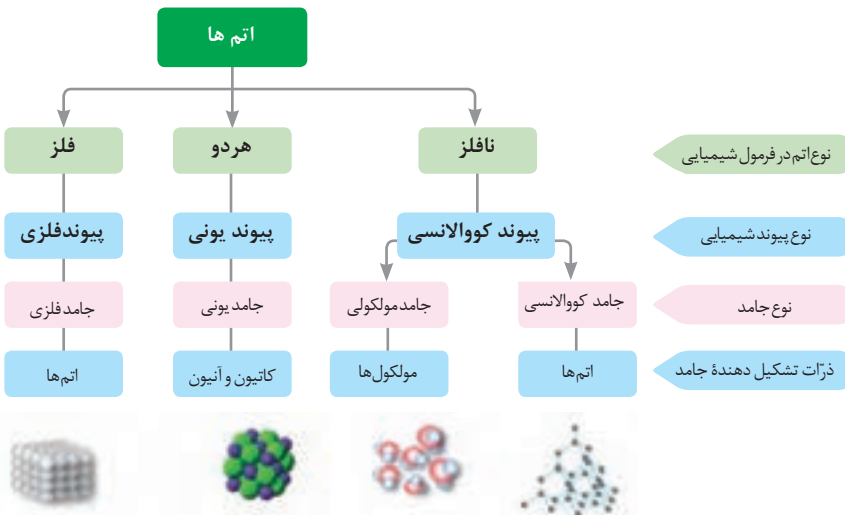 اتم ها
نوع اتم در فرمول شیمیایی
نافلز
هردو
فلز
نوع پیوند شیمیایی
پیوند کووالانسی
پیوند یونی
پیوند فلزی
نوع جامد
جامد کووالانسی
جامد مولکولی
جامد یونی
جامد فلزی
ذرّات تشکیل دهندهٔ جامد
اتم‌ها
مولکول‌ها
کاتیون و آنیون
اتم‌ها